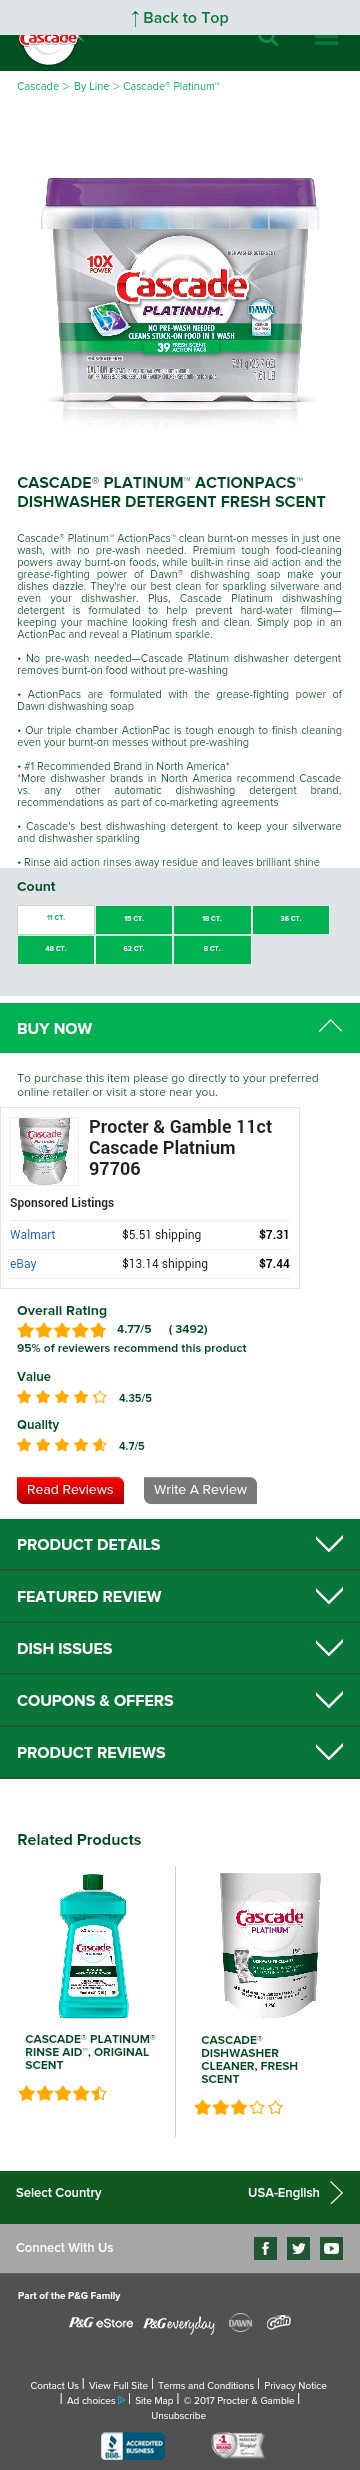 ↑ Back to Top
Cascade
Cascade > By Line > Cascade® Platinum™
DISHWASHER DETERGENT
10X
POWER
Cascade
PLATINUM
DAWN
NO PRE-WASH NEEDED
CLEANS STUCK-ON FOOD IN 1 WASH
39 FRESH SCENT
ACTION PACS
CASCADE® PLATINUM™ ACTIONPACS™
DISHWASHER DETERGENT FRESH SCENT
Cascade® Platinum™ ActionPacs™ clean burnt-on messes in just one
wash, with no pre-wash needed. Premium tough food-cleaning
powers away burnt-on foods, while built-in rinse aid action and the
grease-fighting power of Dawn® dishwashing soap make your
dishes dazzle. They're our best clean for sparkling silverware and
even your dishwasher. Plus, Cascade Platinum dishwashing
detergent is formulated to help prevent hard-water filming—
keeping your machine looking fresh and clean. Simply pop in an
ActionPac and reveal a Platinum sparkle.
• No pre-wash needed—Cascade Platinum dishwasher detergent
removes burnt-on food without pre-washing
• ActionPacs are formulated with the grease-fighting power of
Dawn dishwashing soap
• Our triple chamber ActionPac is tough enough to finish cleaning
even your burnt-on messes without pre-washing
• #1 Recommended Brand in North America*
*More dishwasher brands in North America recommend Cascade
vs. any other automatic dishwashing detergent brand,
recommendations as part of co-marketing agreements
• Cascade's best dishwashing detergent to keep your silverware
and dishwasher sparkling
• Rinse aid action rinses away residue and leaves brilliant shine
Count
11 CT. 15 CT. 18 CT. 36 CT.
48 CT. 62 CT. 8 CT.
BUY NOW
To purchase this item please go directly to your preferred
online retailer or visit a store near you.
Cascade
Procter & Gamble 11ct
Cascade Platnium
97706
Sponsored Listings
Walmart $5.51 shipping $7.31
eBay $13.14 shipping $7.44
Overall Rating
4.77/5 ( 3492)
95% of reviewers recommend this product
Value
4.35/5
Quality
4.7/5
Read Reviews Write A Review
PRODUCT DETAILS
FEATURED REVIEW
DISH ISSUES
COUPONS & OFFERS
PRODUCT REVIEWS
Related Products
Cascade
Cascade
PLATINUM
CASCADE® PLATINUM®
RINSE AID™, ORIGINAL
SCENT
CASCADE®
DISHWASHER
CLEANER, FRESH
SCENT
Select Country USA-English
Connect With Us
Part of the P&G Family
P&G eStore P&G everyday DAWN Gain
Contact Us | View Full Site | Terms and Conditions | Privacy Notice
| Ad choices | Site Map | © 2017 Procter & Gamble |
Unsubscribe
BBB ACCREDITED
BUSINESS